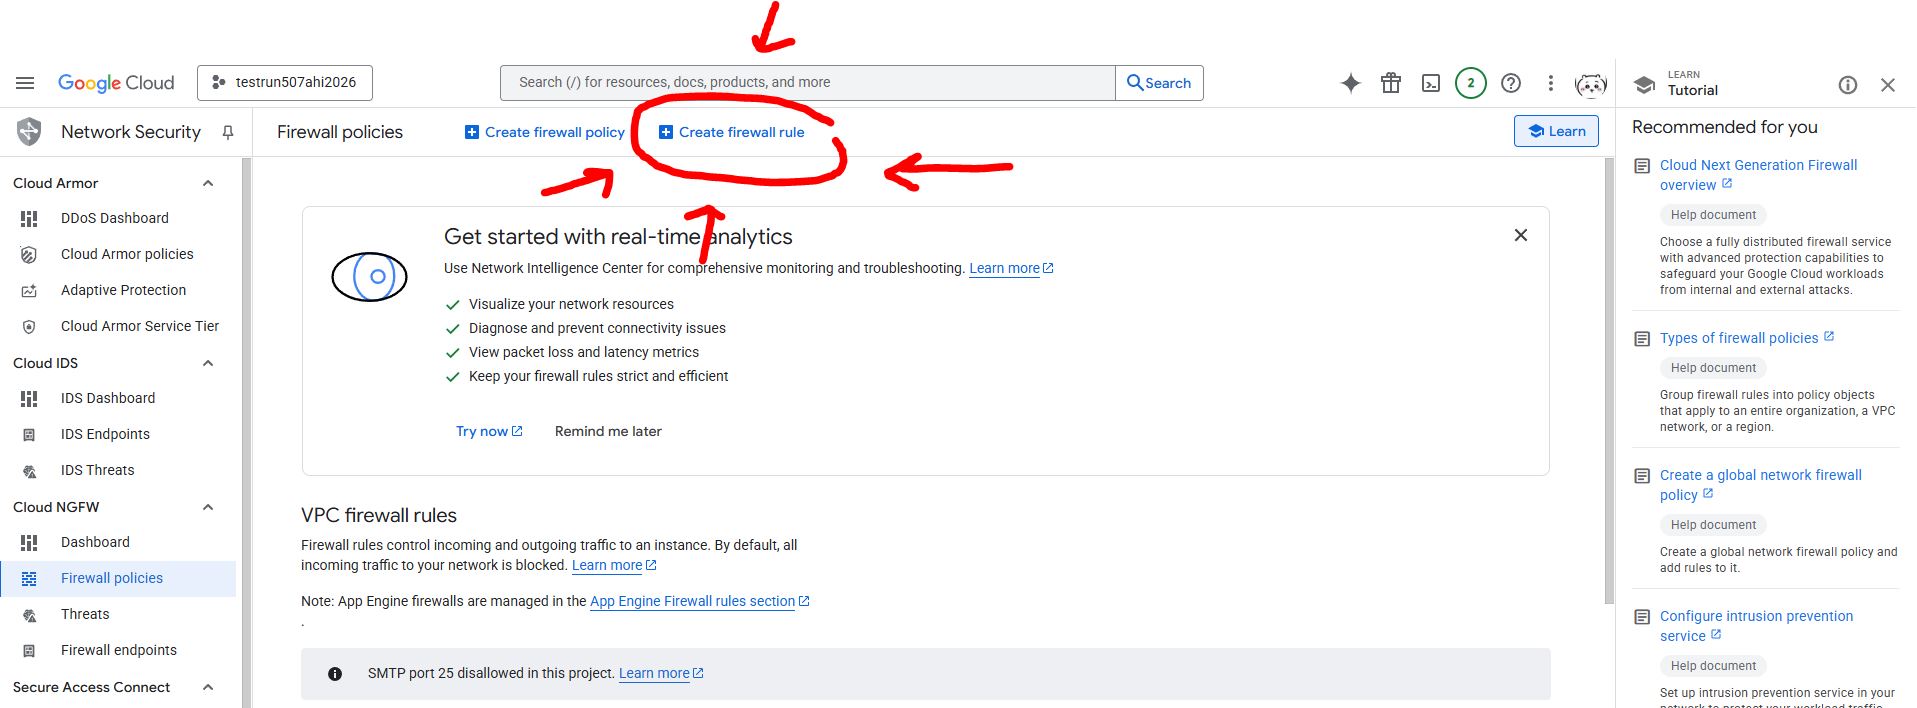 Google Cloud
testrun507ahi2026
Search (/) for resources, docs, products, and more
Search
2
LEARN
Tutorial
Network Security
Firewall policies
Create firewall policy
Create firewall rule
Learn
Cloud Armor
DDoS Dashboard
Cloud Armor policies
Adaptive Protection
Cloud Armor Service Tier
Cloud IDS
IDS Dashboard
IDS Endpoints
IDS Threats
Cloud NGFW
Dashboard
Firewall policies
Threats
Firewall endpoints
Secure Access Connect
Get started with real-time analytics
Use Network Intelligence Center for comprehensive monitoring and troubleshooting. Learn more
Visualize your network resources
Diagnose and prevent connectivity issues
View packet loss and latency metrics
Keep your firewall rules strict and efficient
Try now
Remind me later
VPC firewall rules
Firewall rules control incoming and outgoing traffic to an instance. By default, all
incoming traffic to your network is blocked. Learn more
Note: App Engine firewalls are managed in the App Engine Firewall rules section
.
SMTP port 25 disallowed in this project. Learn more
Recommended for you
Cloud Next Generation Firewall
overview
Help document
Choose a fully distributed firewall service
with advanced protection capabilities to
safeguard your Google Cloud workloads
from internal and external attacks.
Types of firewall policies
Help document
Group firewall rules into policy objects
that apply to an entire organization, a VPC
network, or a region.
Create a global network firewall
policy
Help document
Create a global network firewall policy and
add rules to it.
Configure intrusion prevention
service
Help document
Set up intrusion prevention service in your
network to protect your workload traffic